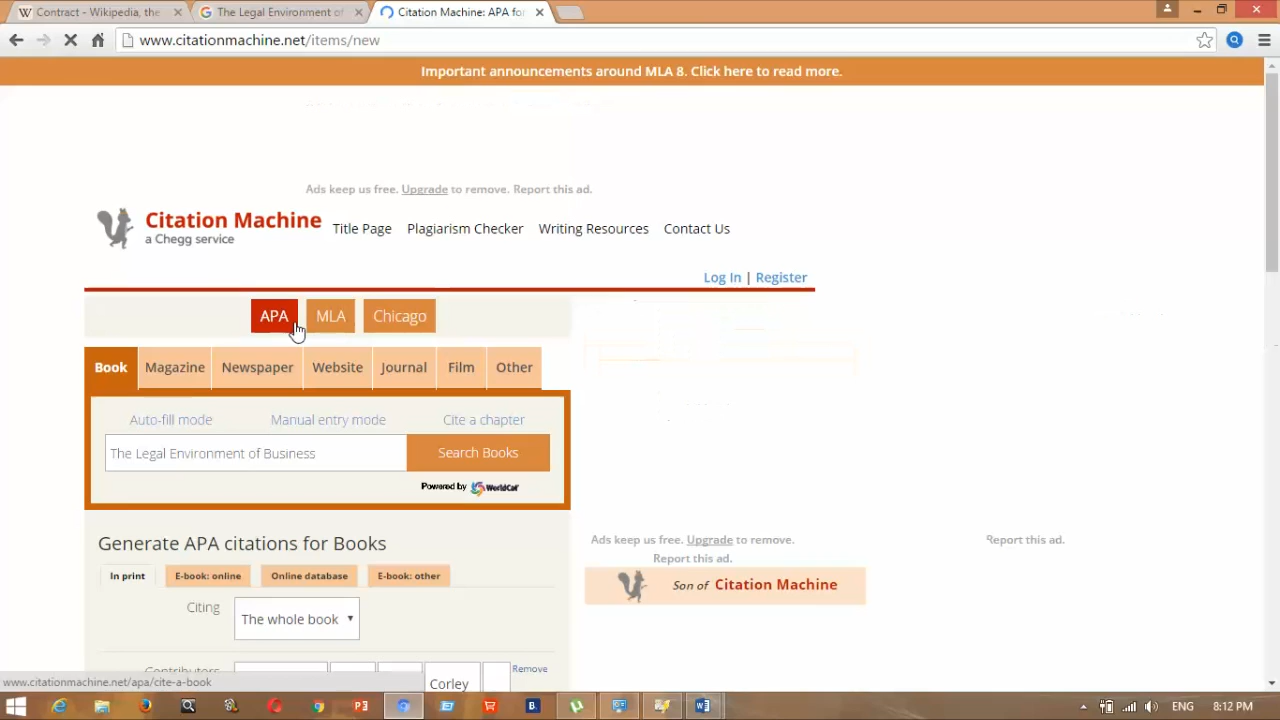 Contract - Wikipedia, the
The Legal Environment of
Citation Machine: APA for
www.citationmachine.net/items/new
Important announcements around MLA 8. Click here to read more.
Ads keep us free. Upgrade to remove. Report this ad.
Citation Machine
a Chegg service
Title Page Plagiarism Checker Writing Resources Contact Us
Log In | Register
APA MLA Chicago
Book Magazine Newspaper Website Journal Film Other
Auto-fill mode Manual entry mode Cite a chapter
The Legal Environment of Business Search Books
Powered by WorldCat
Generate APA citations for Books
In print E-book: online Online database E-book: other
Citing The whole book
Contributors Corley Remove
Ads keep us free. Upgrade to remove.
Report this ad.
Report this ad.
Son of Citation Machine
www.citationmachine.net/apa/cite-a-book
ENG 8:12 PM